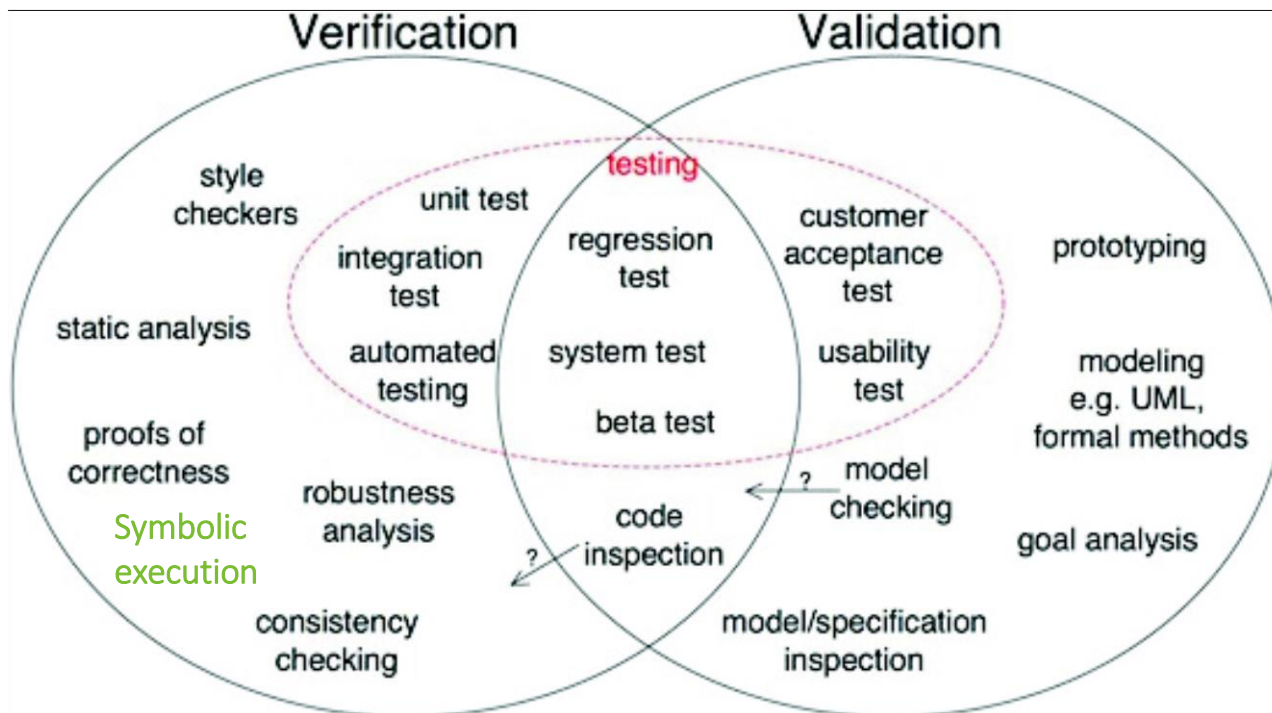 Verification
Validation
testing
style
checkers
unit test
integration
test
static analysis
automated
testing
proofs of
correctness
robustness
analysis
Symbolic
execution
consistency
checking
regression
test
system test
beta test
code
inspection
?
customer
acceptance
test
usability
test
?
model
checking
model/specification
inspection
prototyping
modeling
e.g. UML,
formal methods
goal analysis